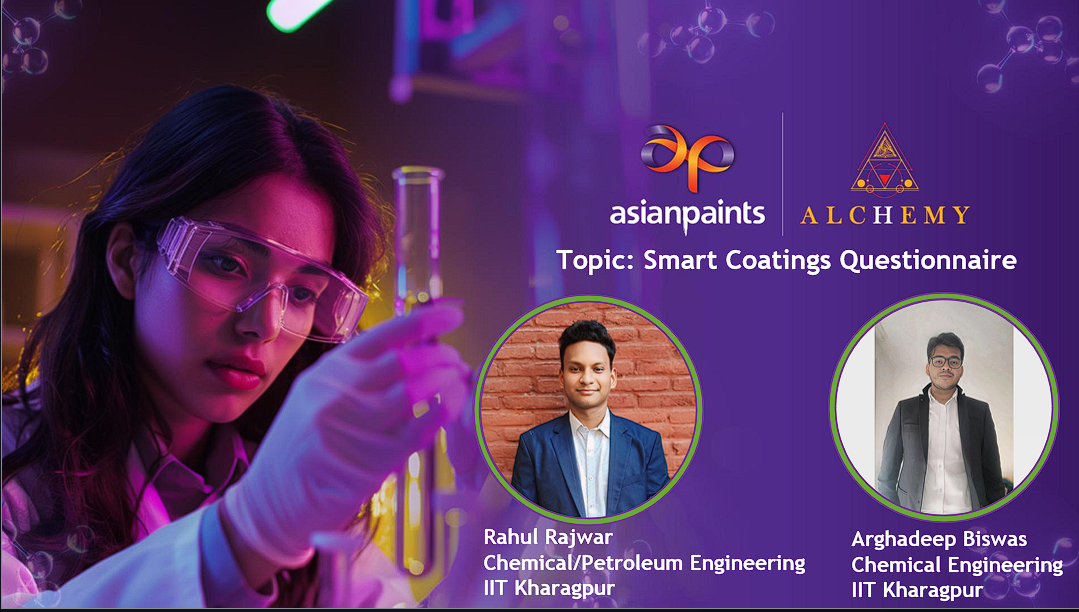 asianpaints
ALCHEMY
Topic: Smart Coatings Questionnaire
Rahul Rajwar
Chemical/Petroleum Engineering
IIT Kharagpur
Arghadeep Biswas
Chemical Engineering
IIT Kharagpur